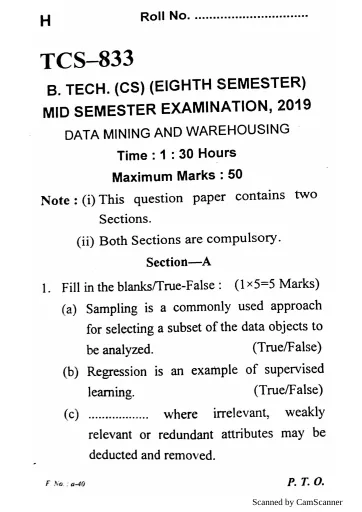 H
Roll No. ................................
TCS–833
B. TECH. (CS) (EIGHTH SEMESTER)
MID SEMESTER EXAMINATION, 2019
DATA MINING AND WAREHOUSING
Time : 1 : 30 Hours
Maximum Marks : 50
Note : (i) This question paper contains two
Sections.
(ii) Both Sections are compulsory.
Section—A
1. Fill in the blanks/True-False : (1×5=5 Marks)
(a) Sampling is a commonly used approach
for selecting a subset of the data objects to
be analyzed. (True/False)
(b) Regression is an example of supervised
learning. (True/False)
(c) .................. where irrelevant, weakly
relevant or redundant attributes may be
deducted and removed.
F No. : a-40 P. T. O.
Scanned by CamScanner